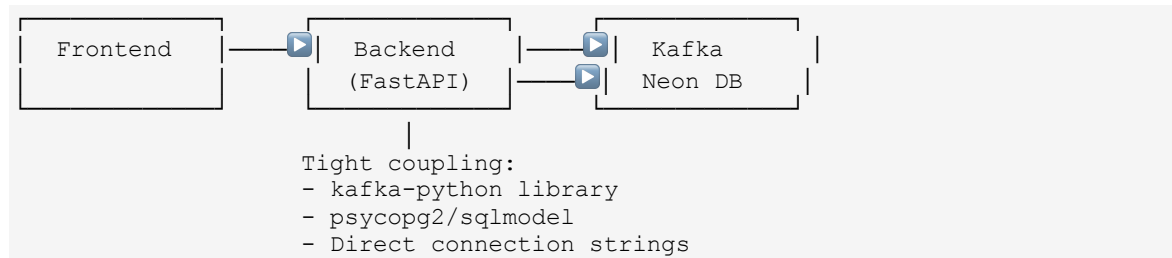 Frontend Backend Kafka
(FastAPI) Neon DB
Tight coupling:
- kafka-python library
- psycopg2/sqlmodel
- Direct connection strings